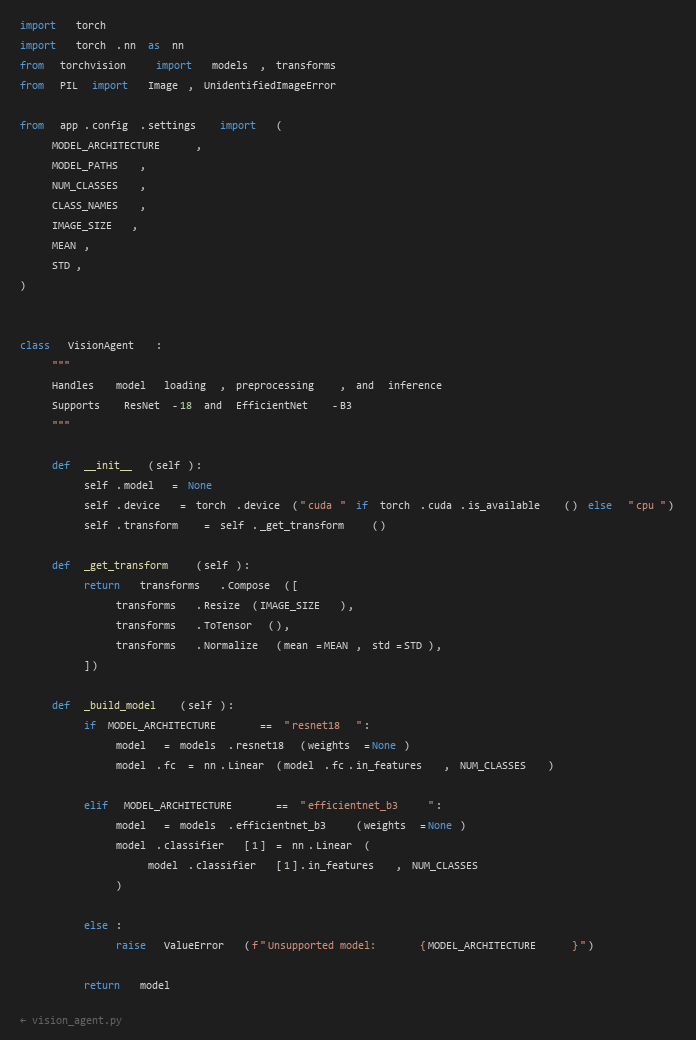 import torch
import torch.nn as nn
from torchvision import models, transforms
from PIL import Image, UnidentifiedImageError

from app.config.settings import (
    MODEL_ARCHITECTURE,
    MODEL_PATHS,
    NUM_CLASSES,
    CLASS_NAMES,
    IMAGE_SIZE,
    MEAN,
    STD,
)


class VisionAgent:
    """
    Handles model loading, preprocessing, and inference
    Supports ResNet-18 and EfficientNet-B3
    """

    def __init__(self):
        self.model = None
        self.device = torch.device("cuda" if torch.cuda.is_available() else "cpu")
        self.transform = self._get_transform()

    def _get_transform(self):
        return transforms.Compose([
            transforms.Resize(IMAGE_SIZE),
            transforms.ToTensor(),
            transforms.Normalize(mean=MEAN, std=STD),
        ])

    def _build_model(self):
        if MODEL_ARCHITECTURE == "resnet18":
            model = models.resnet18(weights=None)
            model.fc = nn.Linear(model.fc.in_features, NUM_CLASSES)

        elif MODEL_ARCHITECTURE == "efficientnet_b3":
            model = models.efficientnet_b3(weights=None)
            model.classifier[1] = nn.Linear(
                model.classifier[1].in_features, NUM_CLASSES
            )

        else:
            raise ValueError(f"Unsupported model: {MODEL_ARCHITECTURE}")

        return model

← vision_agent.py